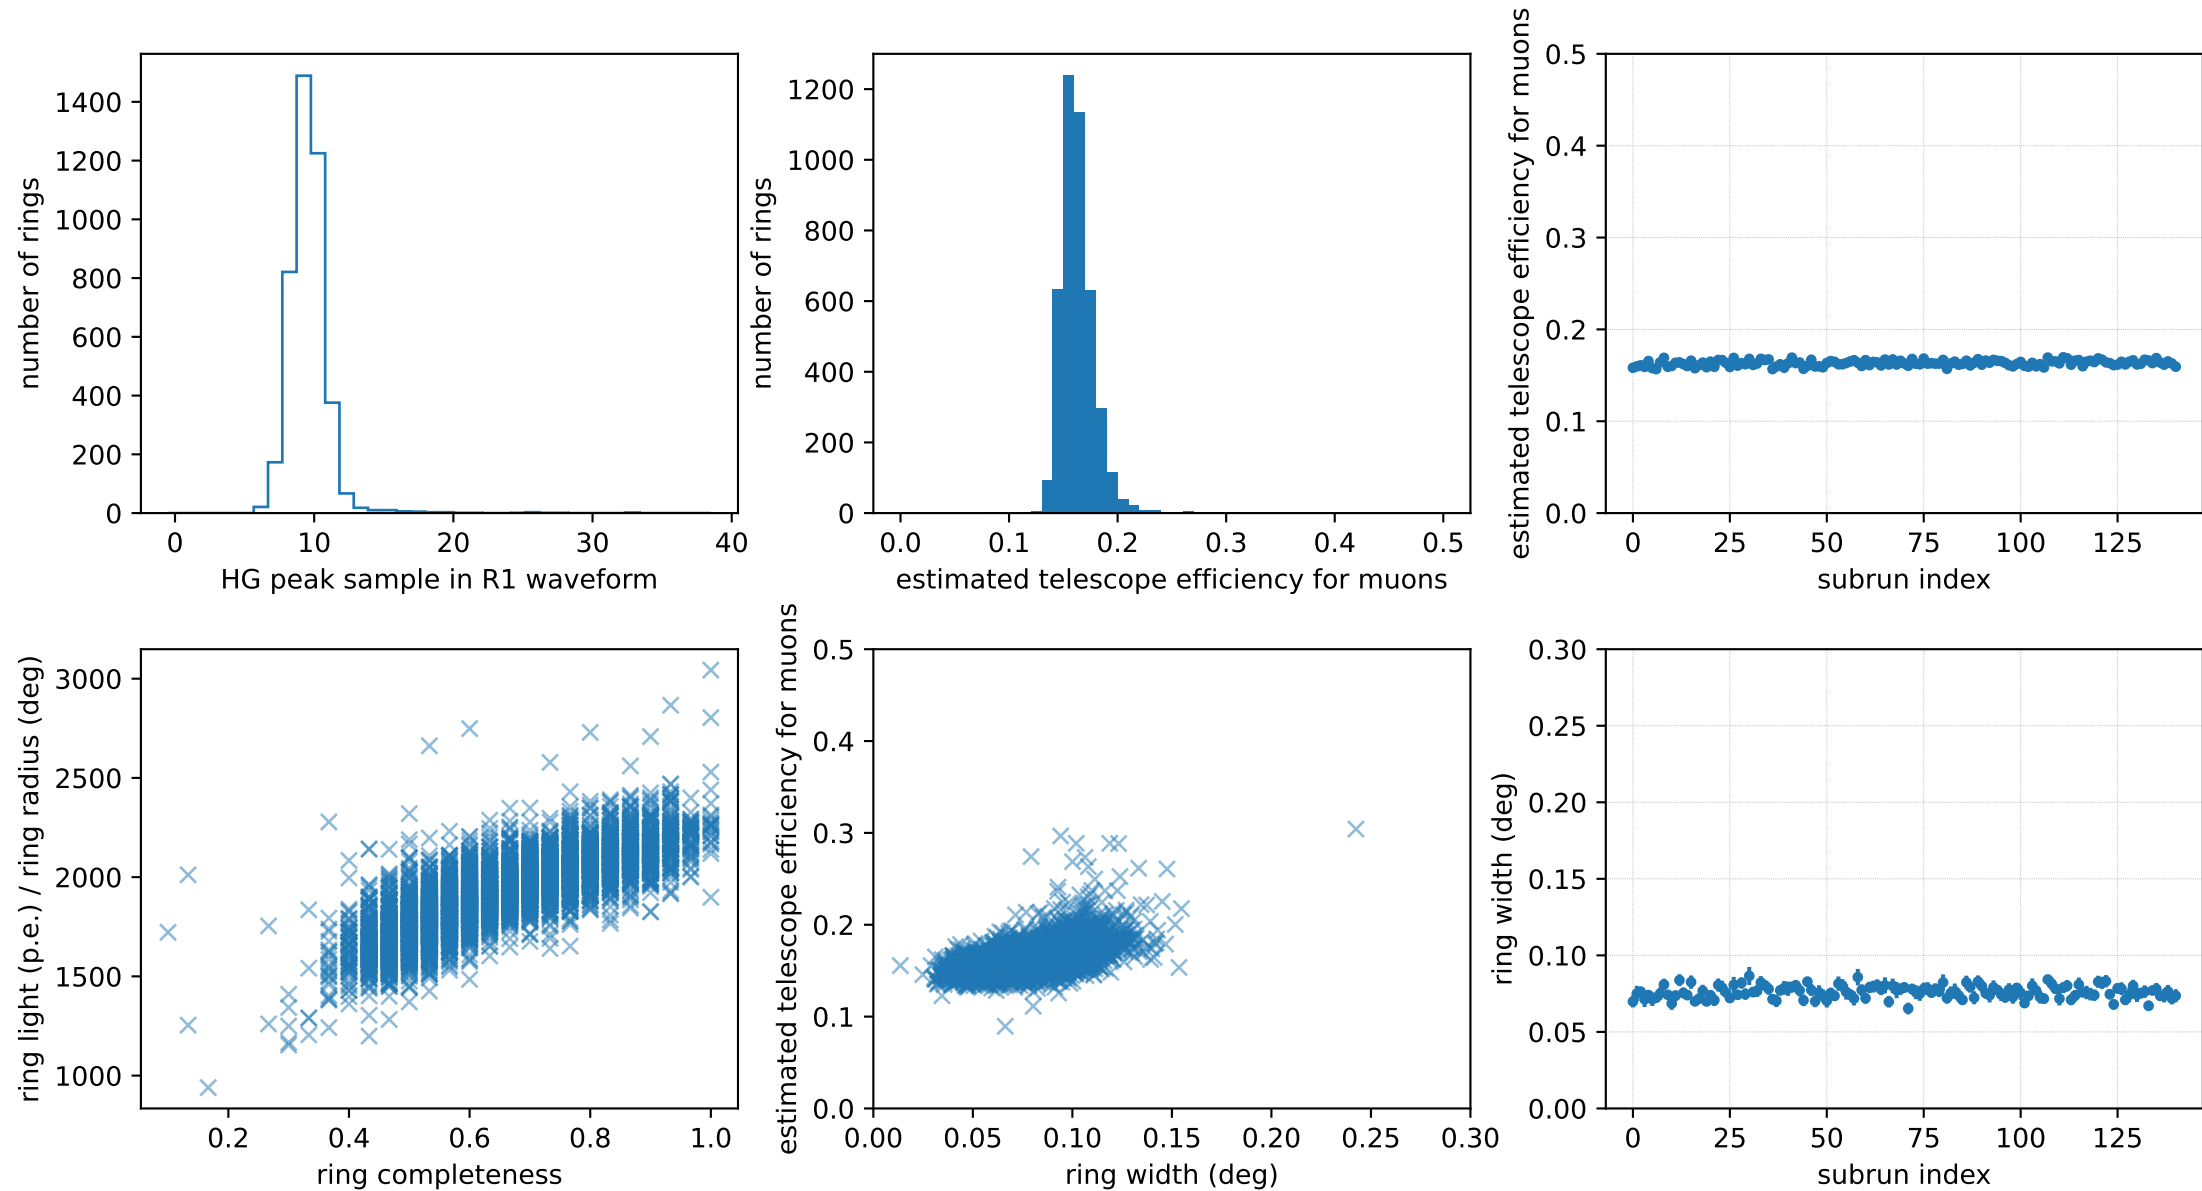 number of rings
1400
1200
1000
800
600
400
200
0
0 10 20 30 40
HG peak sample in R1 waveform
number of rings
1200
1000
800
600
400
200
0
0.0 0.1 0.2 0.3 0.4 0.5
estimated telescope efficiency for muons
estimated telescope efficiency for muons
0.5
0.4
0.3
0.2
0.1
0.0
0 25 50 75 100 125
subrun index
ring light (p.e.) / ring radius (deg)
3000
2500
2000
1500
1000
0.2 0.4 0.6 0.8 1.0
ring completeness
estimated telescope efficiency for muons
0.5
0.4
0.3
0.2
0.1
0.0
0.00 0.05 0.10 0.15 0.20 0.25 0.30
ring width (deg)
ring width (deg)
0.30
0.25
0.20
0.15
0.10
0.05
0.00
0 25 50 75 100 125
subrun index